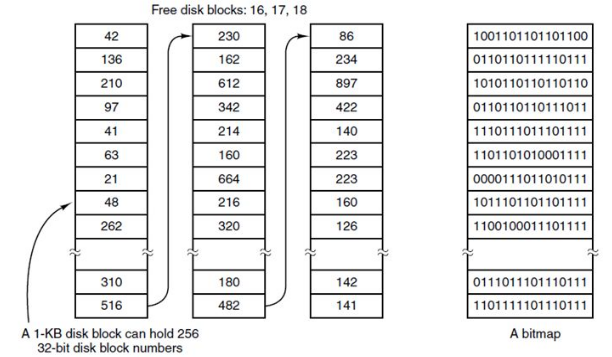 Free disk blocks: 16, 17, 18
42 230 86 1001101101101100
136 162 234 0110110111110111
210 612 897 1010110110110110
97 342 422 0110110110111011
41 214 140 1110111011101111
63 160 223 1101101010001111
21 664 223 0000111011010111
48 216 160 1011101101101111
262 320 126 1100100011101111
310 180 142 0111011101110111
516 482 141 1101111101110111
A 1-KB disk block can hold 256 A bitmap
32-bit disk block numbers